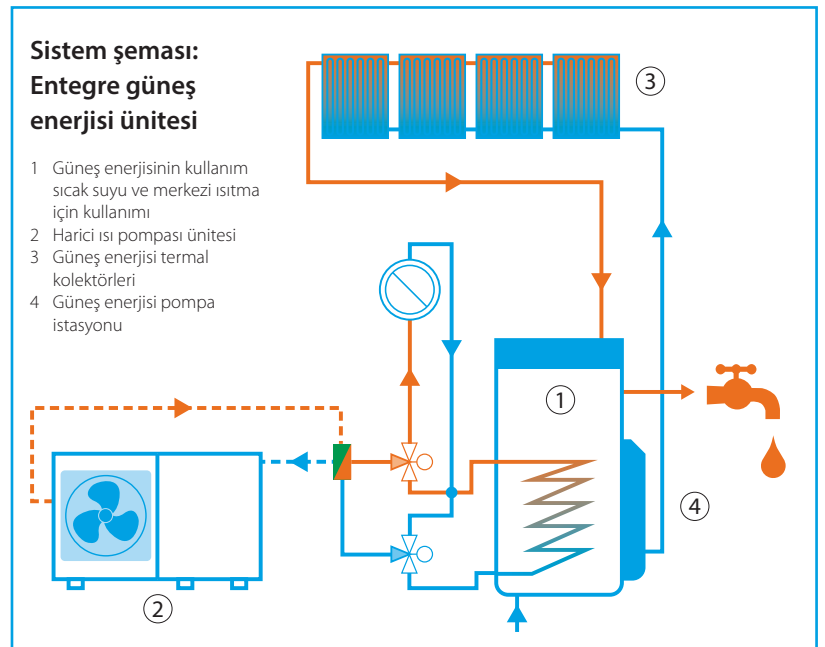 Sistem şeması:
Entegre güneş
enerjisi ünitesi
1 Güneş enerjisinin kullanım
sıcak suyu ve merkezi ısıtma
için kullanımı
2 Harici ısı pompası ünitesi
3 Güneş enerjisi termal
kolektörleri
4 Güneş enerjisi pompa
istasyonu
3
1
4
2